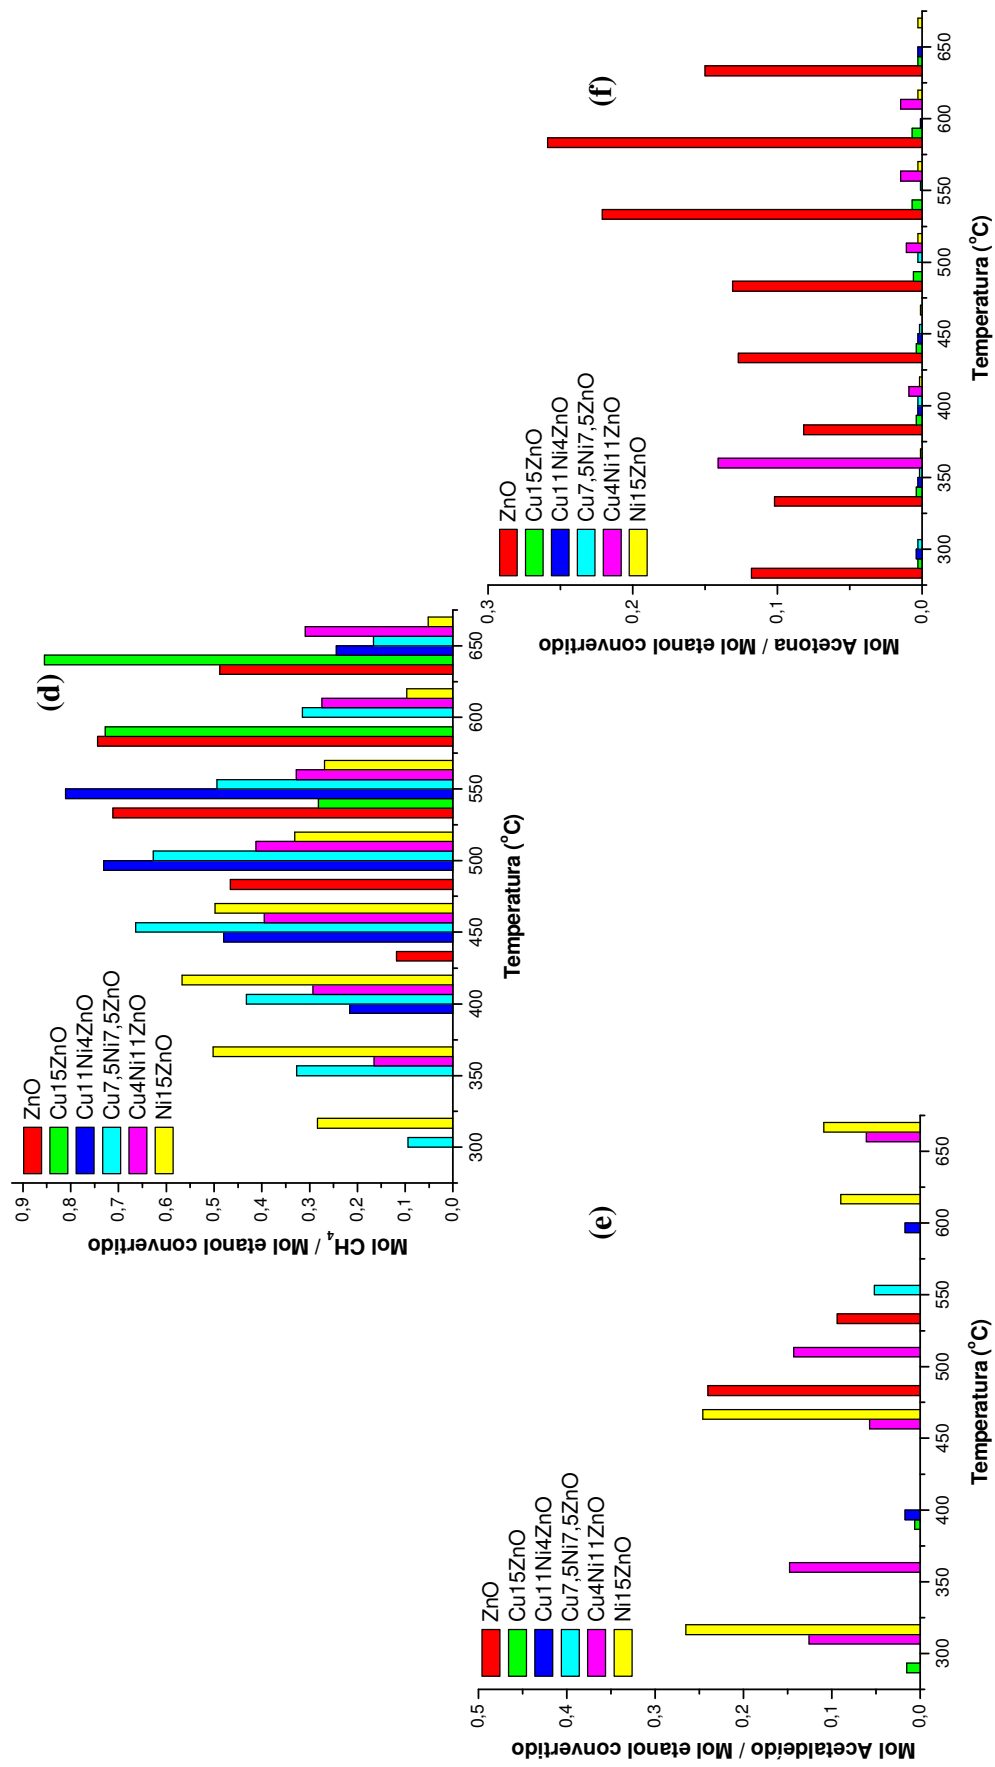 (d)
ZnO
Cu15ZnO
Cu11Ni4ZnO
Cu7,5Ni7,5ZnO
Cu4Ni11ZnO
Ni15ZnO
Mol CH4 / Mol etanol convertido
0,9
0,8
0,7
0,6
0,5
0,4
0,3
0,2
0,1
0,0
300 350 400 450 500 550 600 650
Temperatura (°C)
(e)
ZnO
Cu15ZnO
Cu11Ni4ZnO
Cu7,5Ni7,5ZnO
Cu4Ni11ZnO
Ni15ZnO
Mol Acetaldeído / Mol etanol convertido
0,5
0,4
0,3
0,2
0,1
0,0
300 350 400 450 500 550 600 650
Temperatura (°C)
(f)
ZnO
Cu15ZnO
Cu11Ni4ZnO
Cu7,5Ni7,5ZnO
Cu4Ni11ZnO
Ni15ZnO
Mol Acetona / Mol etanol convertido
0,3
0,2
0,1
0,0
300 350 400 450 500 550 600 650
Temperatura (°C)